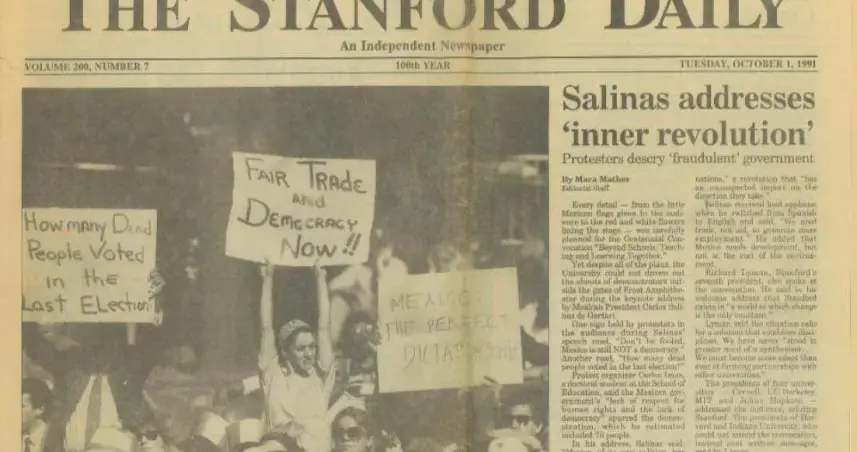 THE STANFORD DAILY
An Independent Newspaper
VOLUME 200, NUMBER 7
100th YEAR
TUESDAY, OCTOBER 1, 1991
How many Dead
People Voted
in the
Last Election
FAIR TRADE
and
DEMOCRACY
NOW!!
MEXICO
THE PERFECT
Salinas addresses
'inner revolution'
Protesters descry 'fraudulent' government
By Mara Mather
Editorial staff
Every detail — from the little
Mexican flags given to the audi-
ence to the red and white flowers
lining the stage — was carefully
planned for the Centennial Con-
vocation "Beyond Schools: Teach-
ing and Learning Together."
Yet despite all of the plans, the
University could not drown out
the shouts of demonstrators out-
side the gates of Frost Amphithe-
ater during the keynote address
by Mexican President Carlos Sali-
nas de Gortari.
One sign held by protesters in
the audience during Salinas'
speech read, "Don't be fooled,
Mexico is still NOT a democracy."
Another read, "How many dead
people voted in the last election?"
Protest organizer Carlos
a doctoral student at the School of
Education, said the Mexican gov-
ernment's "lack of respect for
human rights and the lack of
democracy" spurred the demon-
stration, which he estimated
included 70 people.
In his address, Salinas said
nations," a revolution that "has
an unsuspected impact on the
direction they take."
Salinas received loud applause
when he switched from Spanish
to English and said, "We need
trade, not aid, to generate more
employment." He added that
Mexico needs development, but
not at the cost of the environ-
ment.
Richard Lyman, Stanford's
seventh president, also spoke at
the convocation. He said in his
welcome address that Stanford
exists in "a world in which change
is the only constant."
Lyman said the situation calls
for a solution that combines disci-
plines. We have never "stood in
greater need of a synthesizer.
We must become more adept than
ever at forming partnerships with
other universities."
The presidents of four univer-
sities — Cornell, UC-Berkeley,
MIT and Johns Hopkins —
addressed the audience, saluting
Stanford. The presidents of Har-
vard and Indiana University, who
could not attend the convocation,
instead sent written messages,